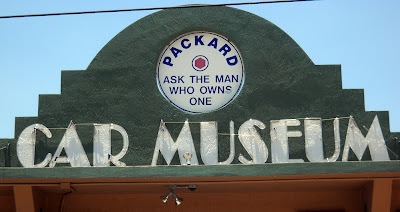 PACKARD
ASK THE MAN
WHO OWNS
ONE
CAR MUSEUM